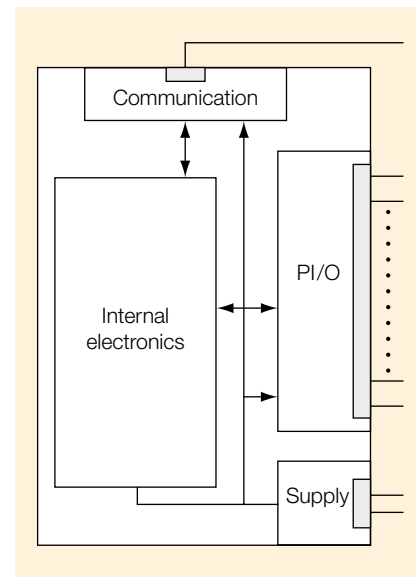 Communication
PI/O
Internal
electronics
Supply